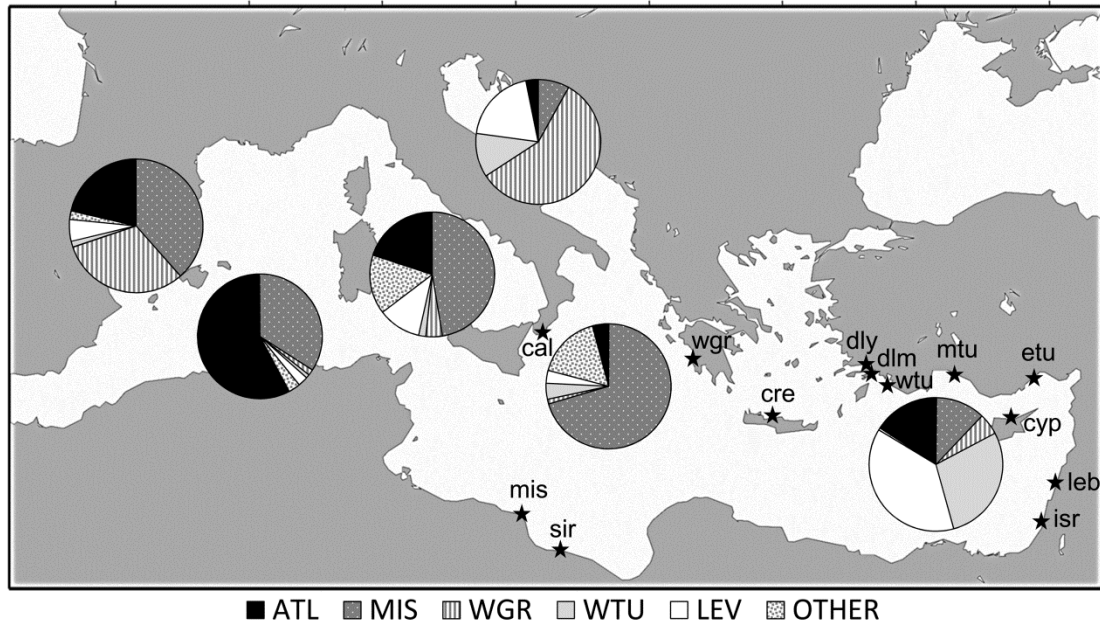 cal
wgr
dly
dlm
wtu
mtu
etu
cre
cyp
mis
leb
sir
isr
ATL MIS WGR WTU LEV OTHER